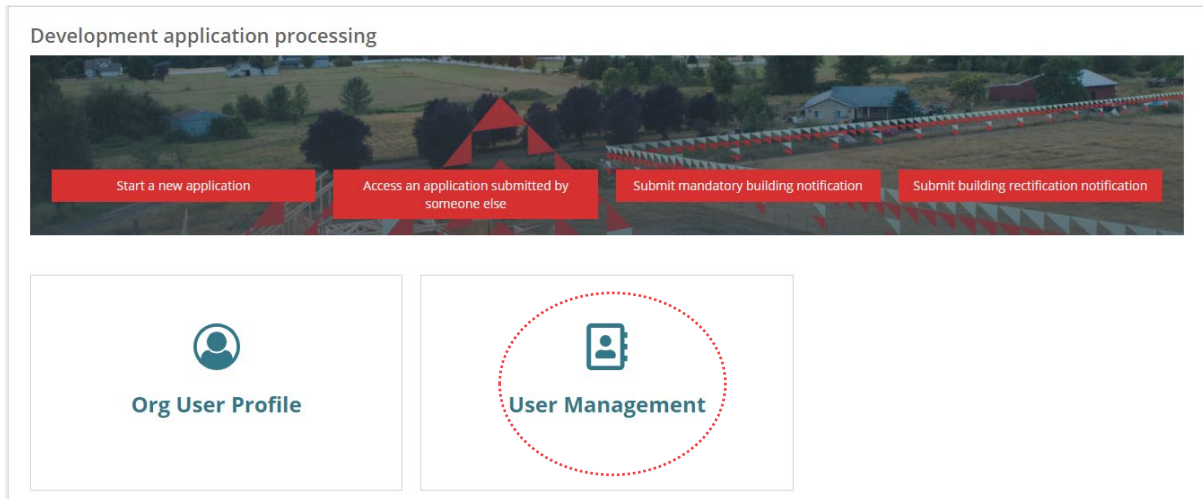 Development application processing
Start a new application
Access an application submitted by
someone else
Submit mandatory building notification
Submit building rectification notification
Org User Profile
User Management